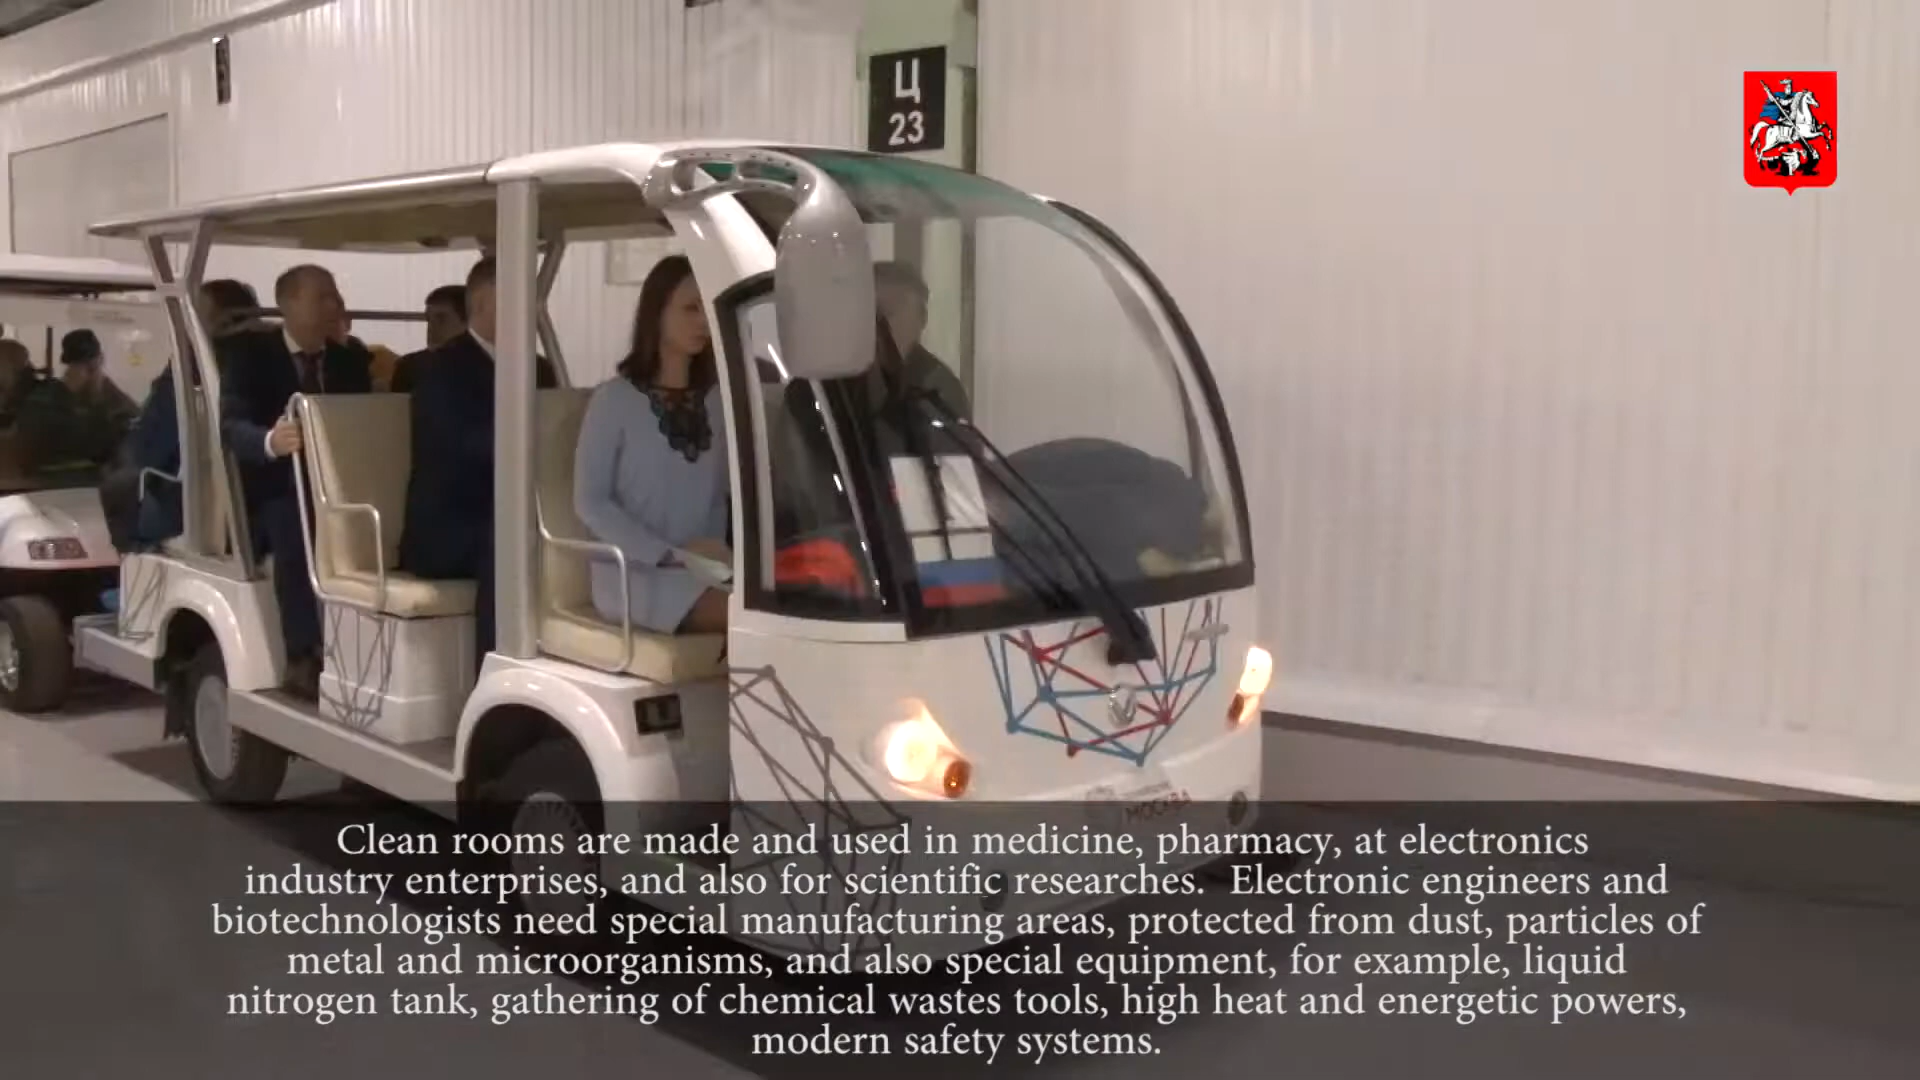 Ц
23
МОСКВА
Clean rooms are made and used in medicine, pharmacy, at electronics
industry enterprises, and also for scientific researches.  Electronic engineers and
biotechnologists need special manufacturing areas, protected from dust, particles of
metal and microorganisms, and also special equipment, for example, liquid
nitrogen tank, gathering of chemical wastes tools, high heat and energetic powers,
modern safety systems.